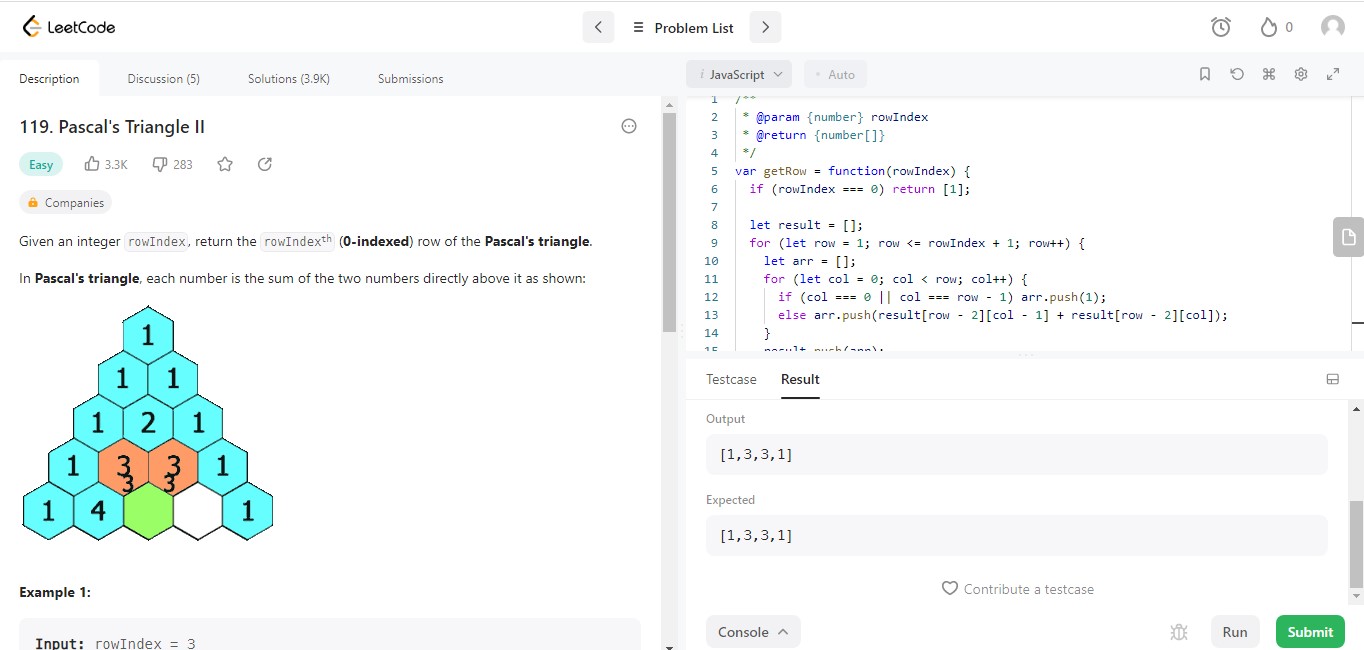 LeetCode
Problem List
0
Description Discussion (5) Solutions (3.9K) Submissions
119. Pascal's Triangle II
Easy 3.3K 283
Companies
Given an integer rowIndex, return the rowIndexth (0-indexed) row of the Pascal's triangle.
In Pascal's triangle, each number is the sum of the two numbers directly above it as shown:
1
1 1
1 2 1
1 3 3 1
3 3
1 4 1
Example 1:
Input: rowIndex = 3
i JavaScript Auto
1 /**
2 * @param {number} rowIndex
3 * @return {number[]}
4 */
5 var getRow = function(rowIndex) {
6 if (rowIndex === 0) return [1];
7
8 let result = [];
9 for (let row = 1; row <= rowIndex + 1; row++) {
10 let arr = [];
11 for (let col = 0; col < row; col++) {
12 if (col === 0 || col === row - 1) arr.push(1);
13 else arr.push(result[row - 2][col - 1] + result[row - 2][col]);
14 }
15 result.push(arr);
Testcase Result
Output
[1,3,3,1]
Expected
[1,3,3,1]
Contribute a testcase
Console Run Submit